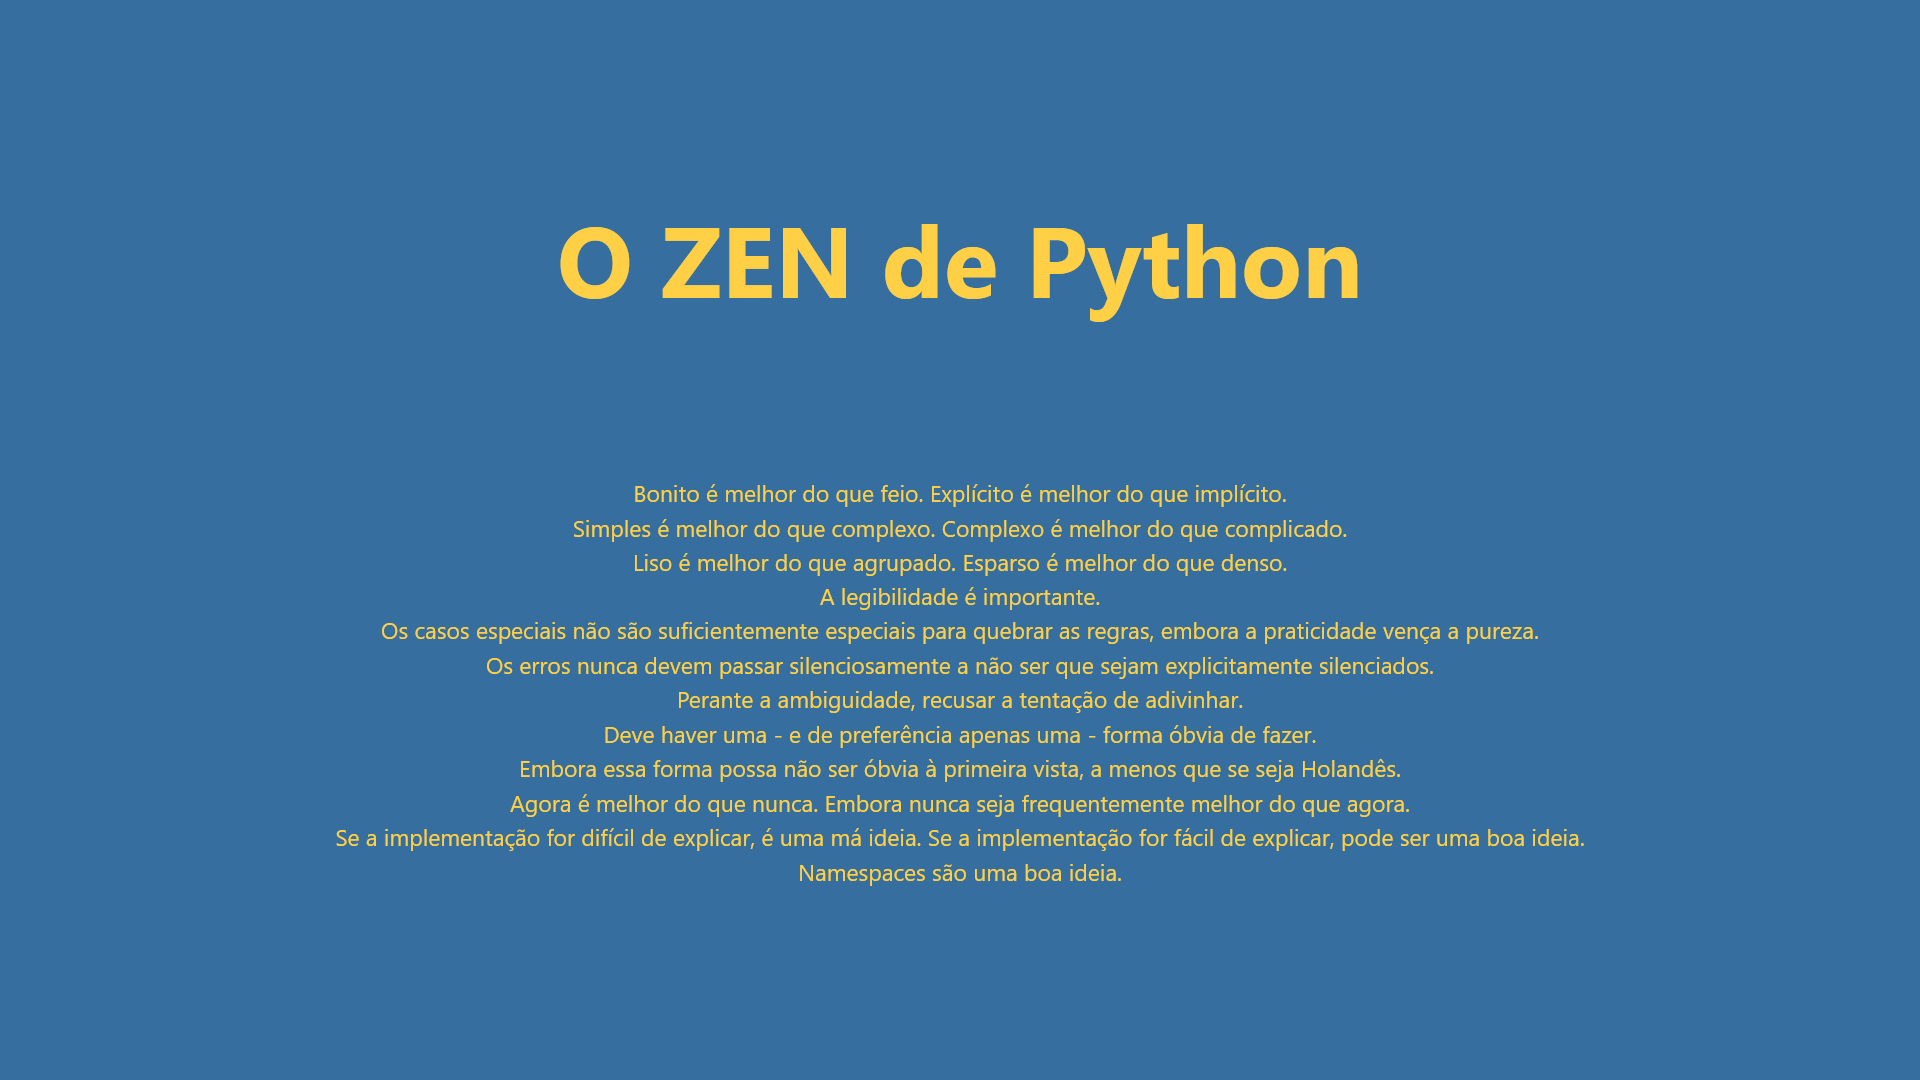 O ZEN de Python
Bonito é melhor do que feio. Explícito é melhor do que implícito.
Simples é melhor do que complexo. Complexo é melhor do que complicado.
Liso é melhor do que agrupado. Esparso é melhor do que denso.
A legibilidade é importante.
Os casos especiais não são suficientemente especiais para quebrar as regras, embora a praticidade vença a pureza.
Os erros nunca devem passar silenciosamente a não ser que sejam explicitamente silenciados.
Perante a ambiguidade, recusar a tentação de adivinhar.
Deve haver uma - e de preferência apenas uma - forma óbvia de fazer.
Embora essa forma possa não ser óbvia à primeira vista, a menos que se seja Holandês.
Agora é melhor do que nunca. Embora nunca seja frequentemente melhor do que agora.
Se a implementação for difícil de explicar, é uma má ideia. Se a implementação for fácil de explicar, pode ser uma boa ideia.
Namespaces são uma boa ideia.